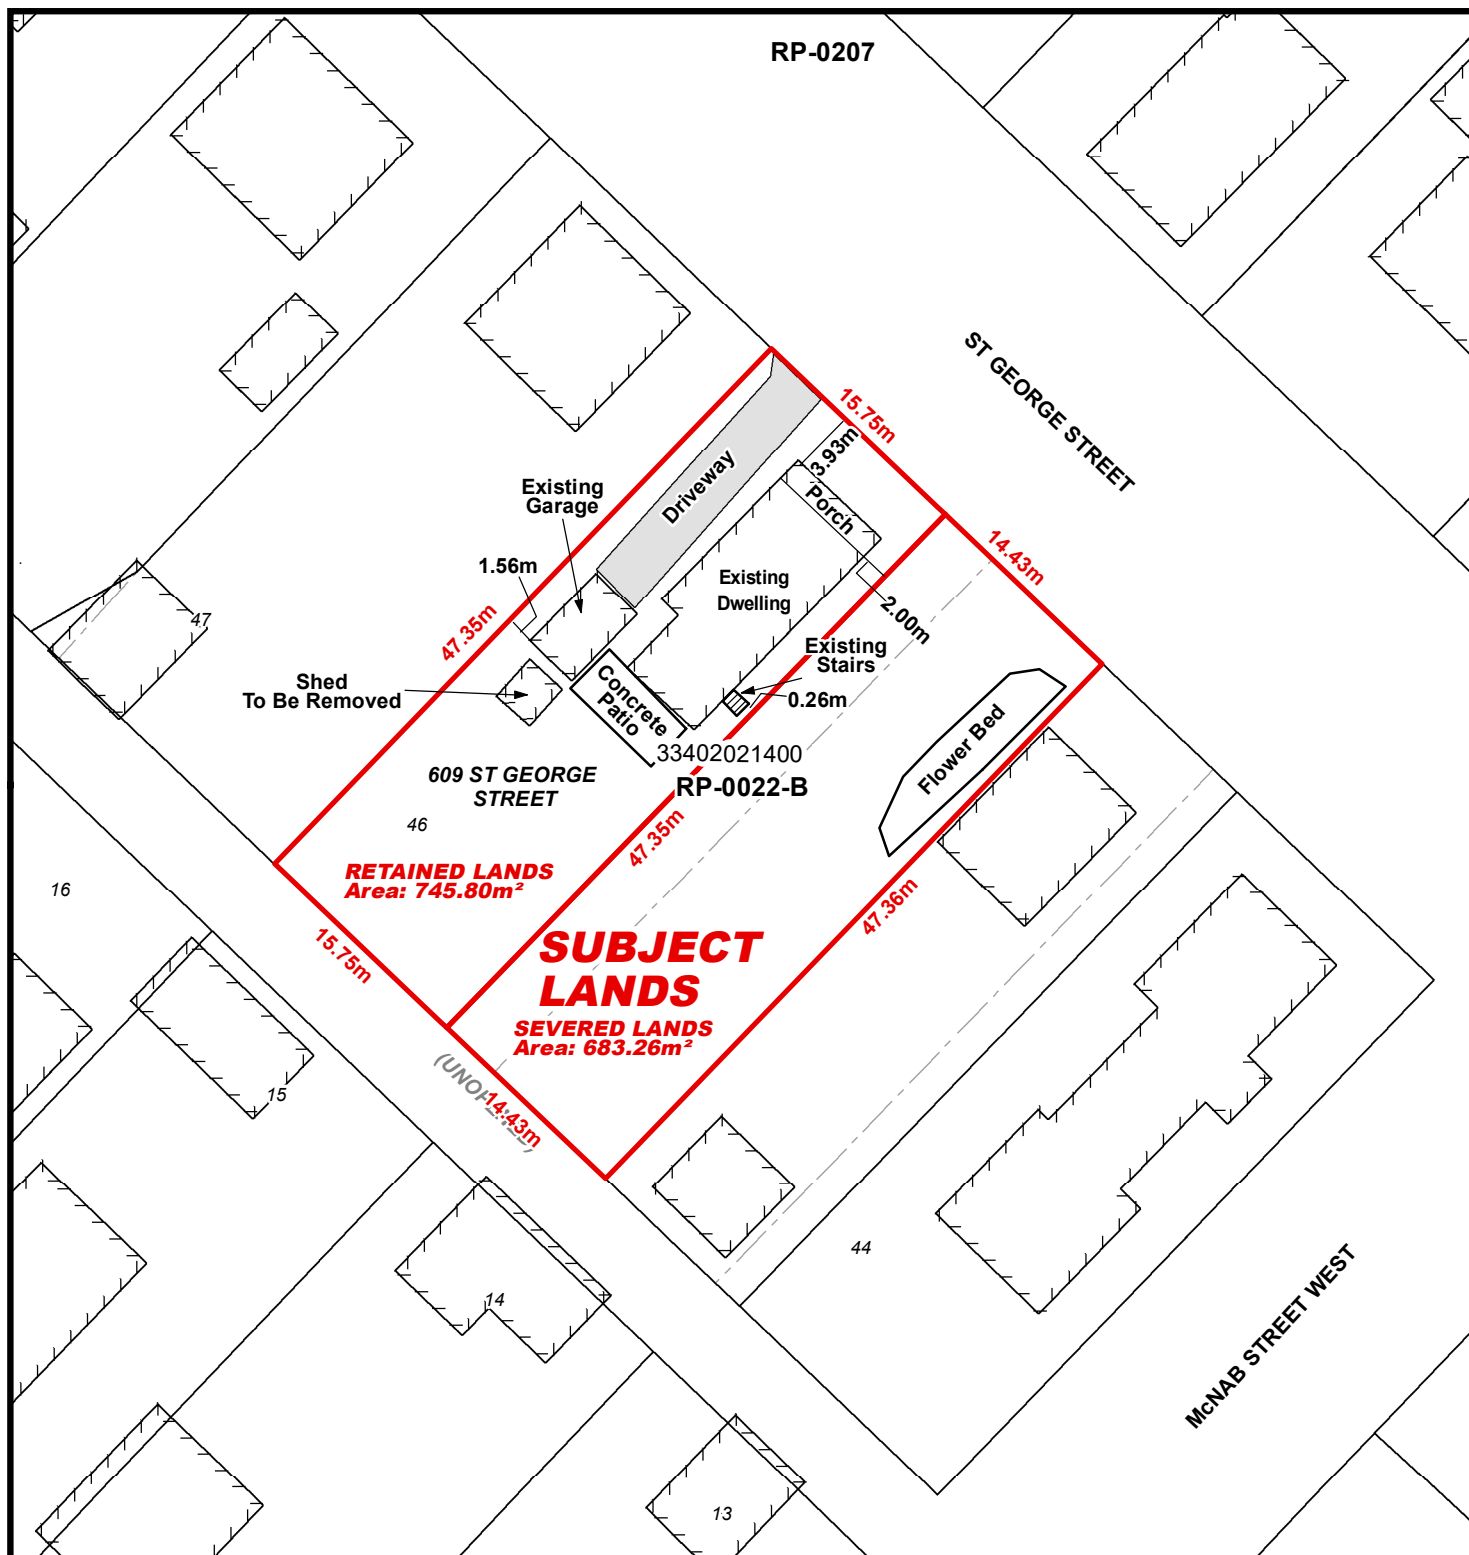 RP-0207
ST GEORGE STREET
15.75m
3.93m
Driveway
Porch
Existing
Garage
14.43m
1.56m
Existing
Dwelling
2.00m
47.35m
47
Existing
Stairs
Shed
To Be Removed
0.26m
Concrete
Patio
Flower Bed
33402021400
RP-0022-B
609 ST GEORGE
STREET
46
47.35m
RETAINED LANDS
Area: 745.80m²
16
47.36m
15.75m
SUBJECT
LANDS
SEVERED LANDS
Area: 683.26m²
(UNOPENED)
14.43m
15
44
14
McNAB STREET WEST
13